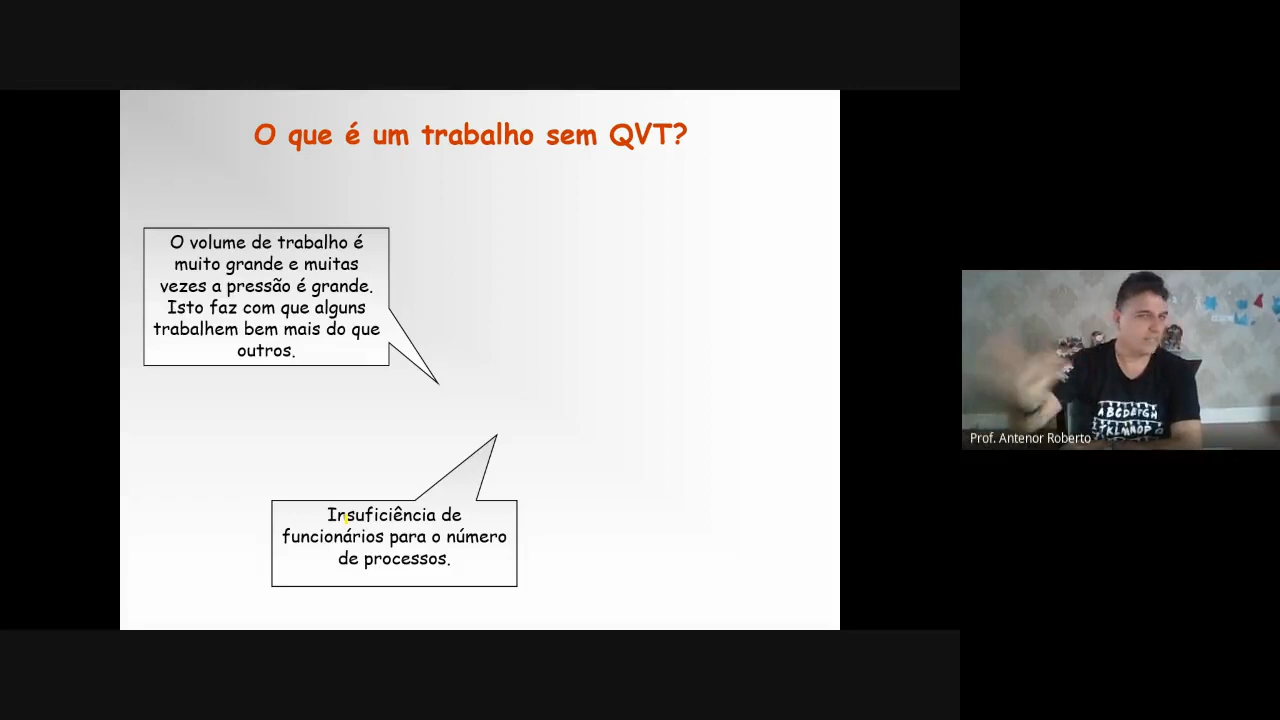 O que é um trabalho sem QVT?
O volume de trabalho é
muito grande e muitas
vezes a pressão é grande.
Isto faz com que alguns
trabalhem bem mais do que
outros.
Insuficiência de
funcionários para o número
de processos.
ABCDEFGH
Prof. Antenor Roberto